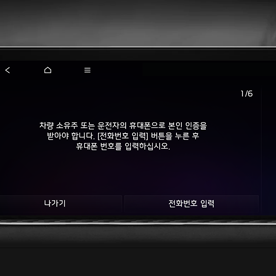 1/6
차량 소유주 또는 운전자의 휴대폰으로 본인 인증을
받아야 합니다. [전화번호 입력] 버튼을 누른 후
휴대폰 번호를 입력하십시오.
나가기
전화번호 입력